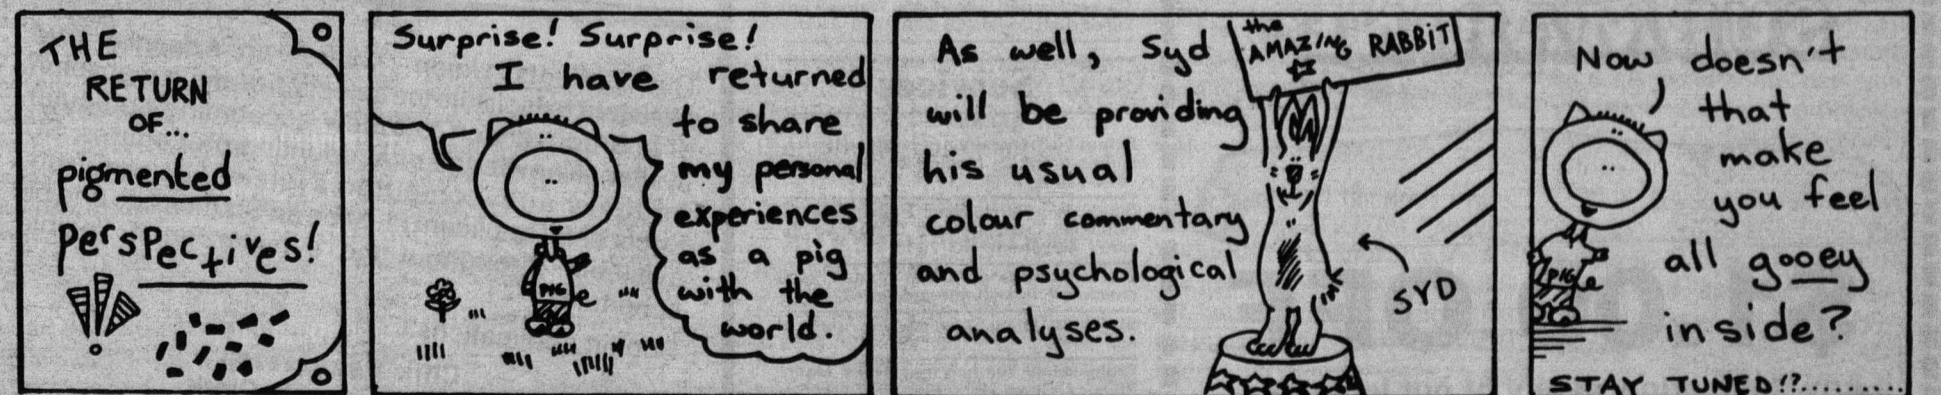 THE
RETURN
OF...
pigmented
perspectives!
Surprise! Surprise!
I have returned
to share
my personal
experiences
as a pig
with the
world.
PIG
As well, Syd
will be providing
his usual
colour commentary
and psychological
analyses.
the
AMAZING RABBIT
SYD
Now doesn't
that
make
you feel
all gooey
inside?
PIG
STAY TUNED!?.........